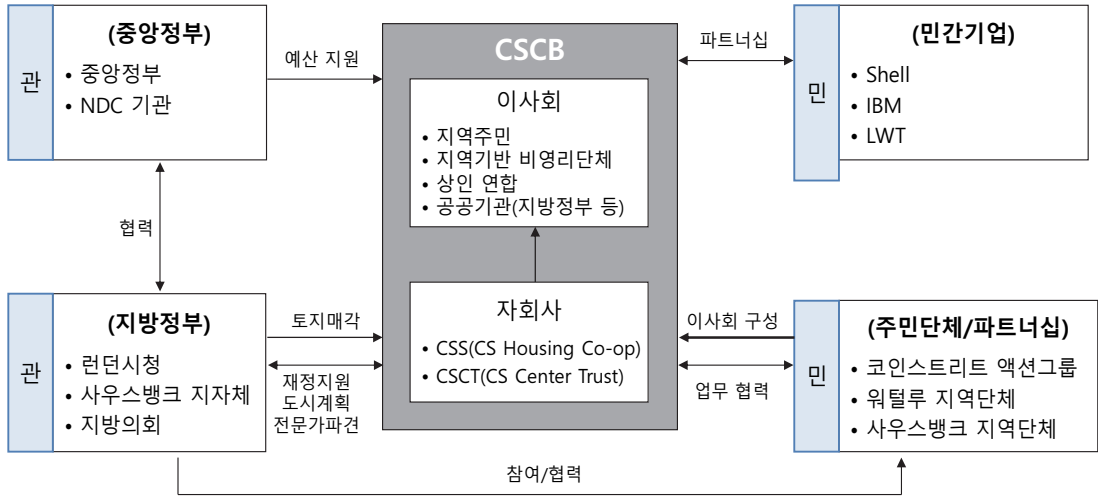 관
(중앙정부)
• 중앙정부
• NDC 기관
예산 지원
협력
관
(지방정부)
• 런던시청
• 사우스뱅크 지자체
• 지방의회
토지매각
재정지원
도시계획
전문가파견
CSCB
이사회
• 지역주민
• 지역기반 비영리단체
• 상인 연합
• 공공기관(지방정부 등)
자회사
• CSS(CS Housing Co-op)
• CSCT(CS Center Trust)
파트너십
민
(민간기업)
• Shell
• IBM
• LWT
이사회 구성
업무 협력
민
(주민단체/파트너십)
• 코인스트리트 액션그룹
• 워털루 지역단체
• 사우스뱅크 지역단체
참여/협력